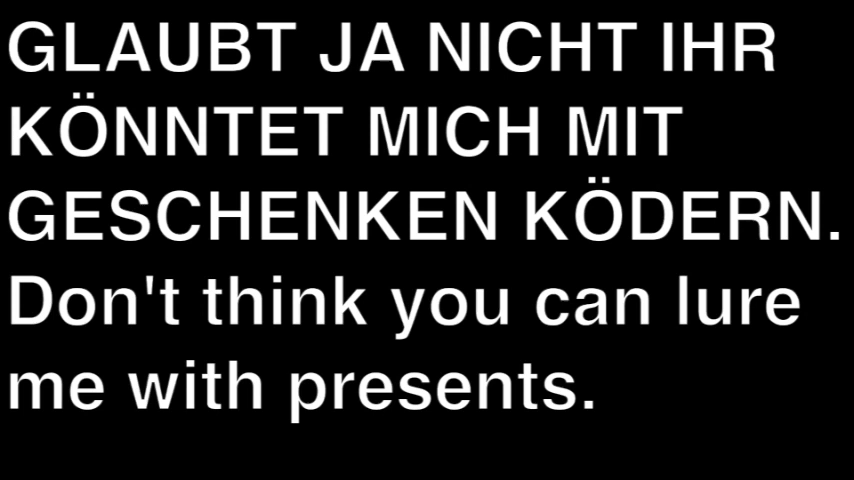 GLAUBT JA NICHT IHR
KÖNNTET MICH MIT
GESCHENKEN KÖDERN.
Don't think you can lure
me with presents.